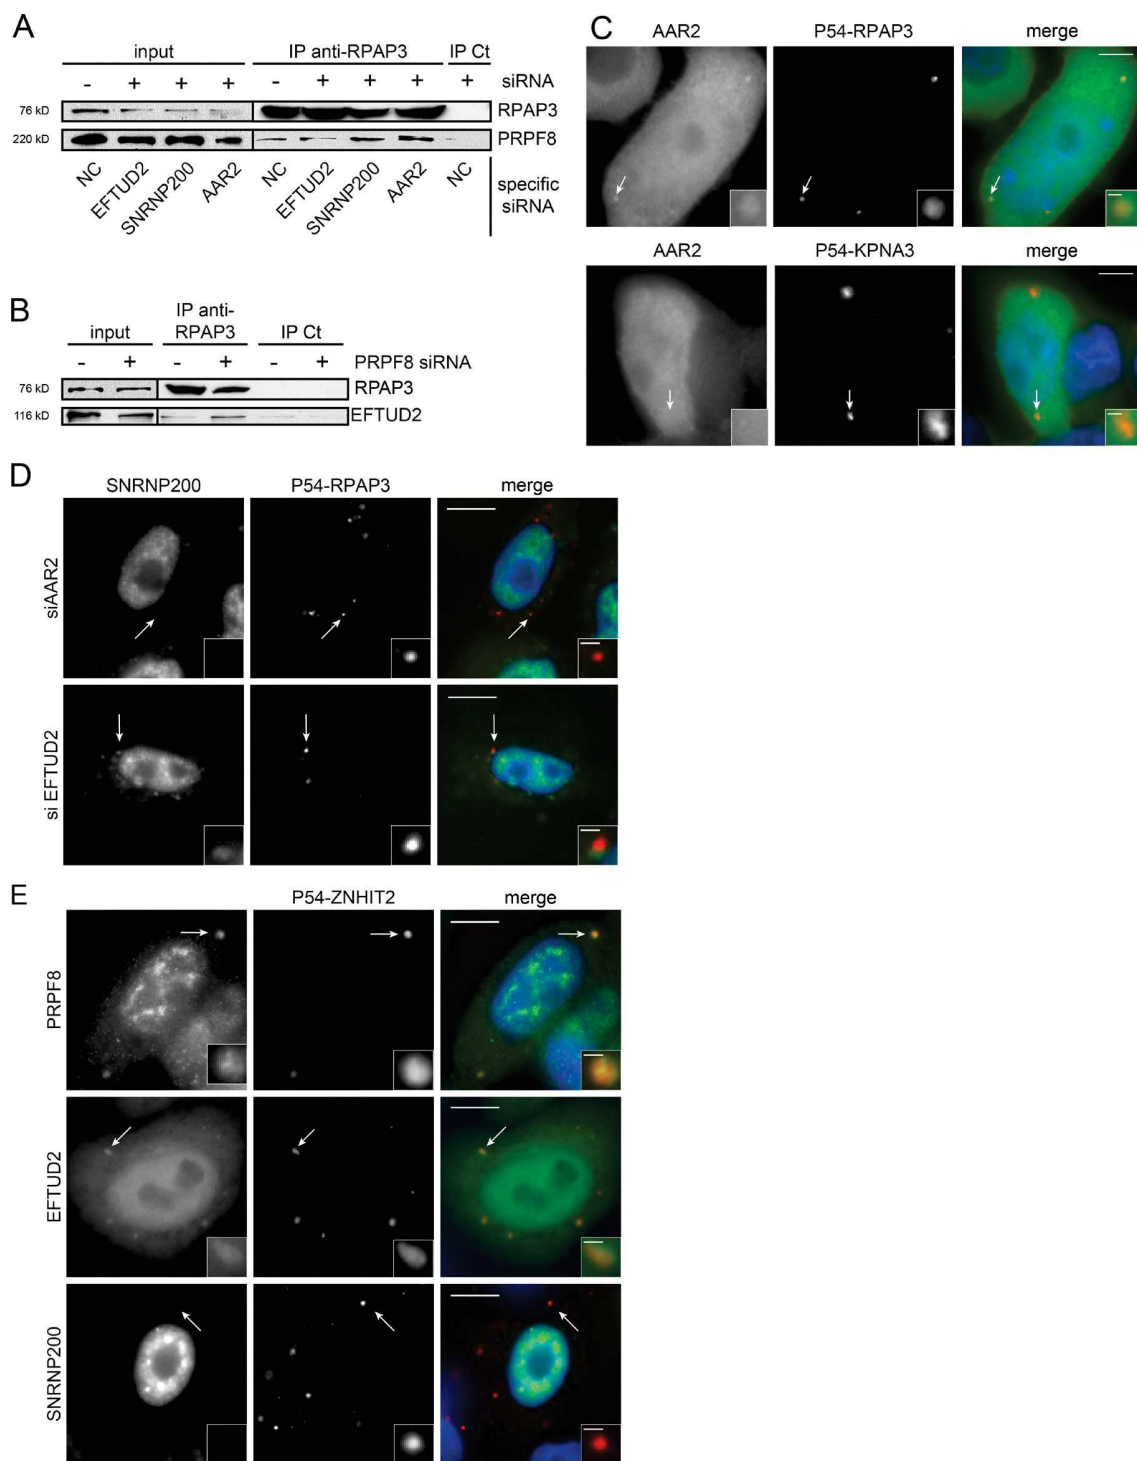 A
input
IP anti-RPAP3
IP Ct
- + + + - + + + + siRNA
76 kD RPAP3
220 kD PRPF8
NC EFTUD2 SNRNP200 AAR2 NC EFTUD2 SNRNP200 AAR2 NC
specific
siRNA
B
input
IP anti-
RPAP3
IP Ct
- + - + - + PRPF8 siRNA
76 kD RPAP3
116 kD EFTUD2
C
AAR2 P54-RPAP3 merge
AAR2 P54-KPNA3 merge
D
SNRNP200 P54-RPAP3 merge
siAAR2
si EFTUD2
E
P54-ZNHIT2 merge
PRPF8
EFTUD2
SNRNP200